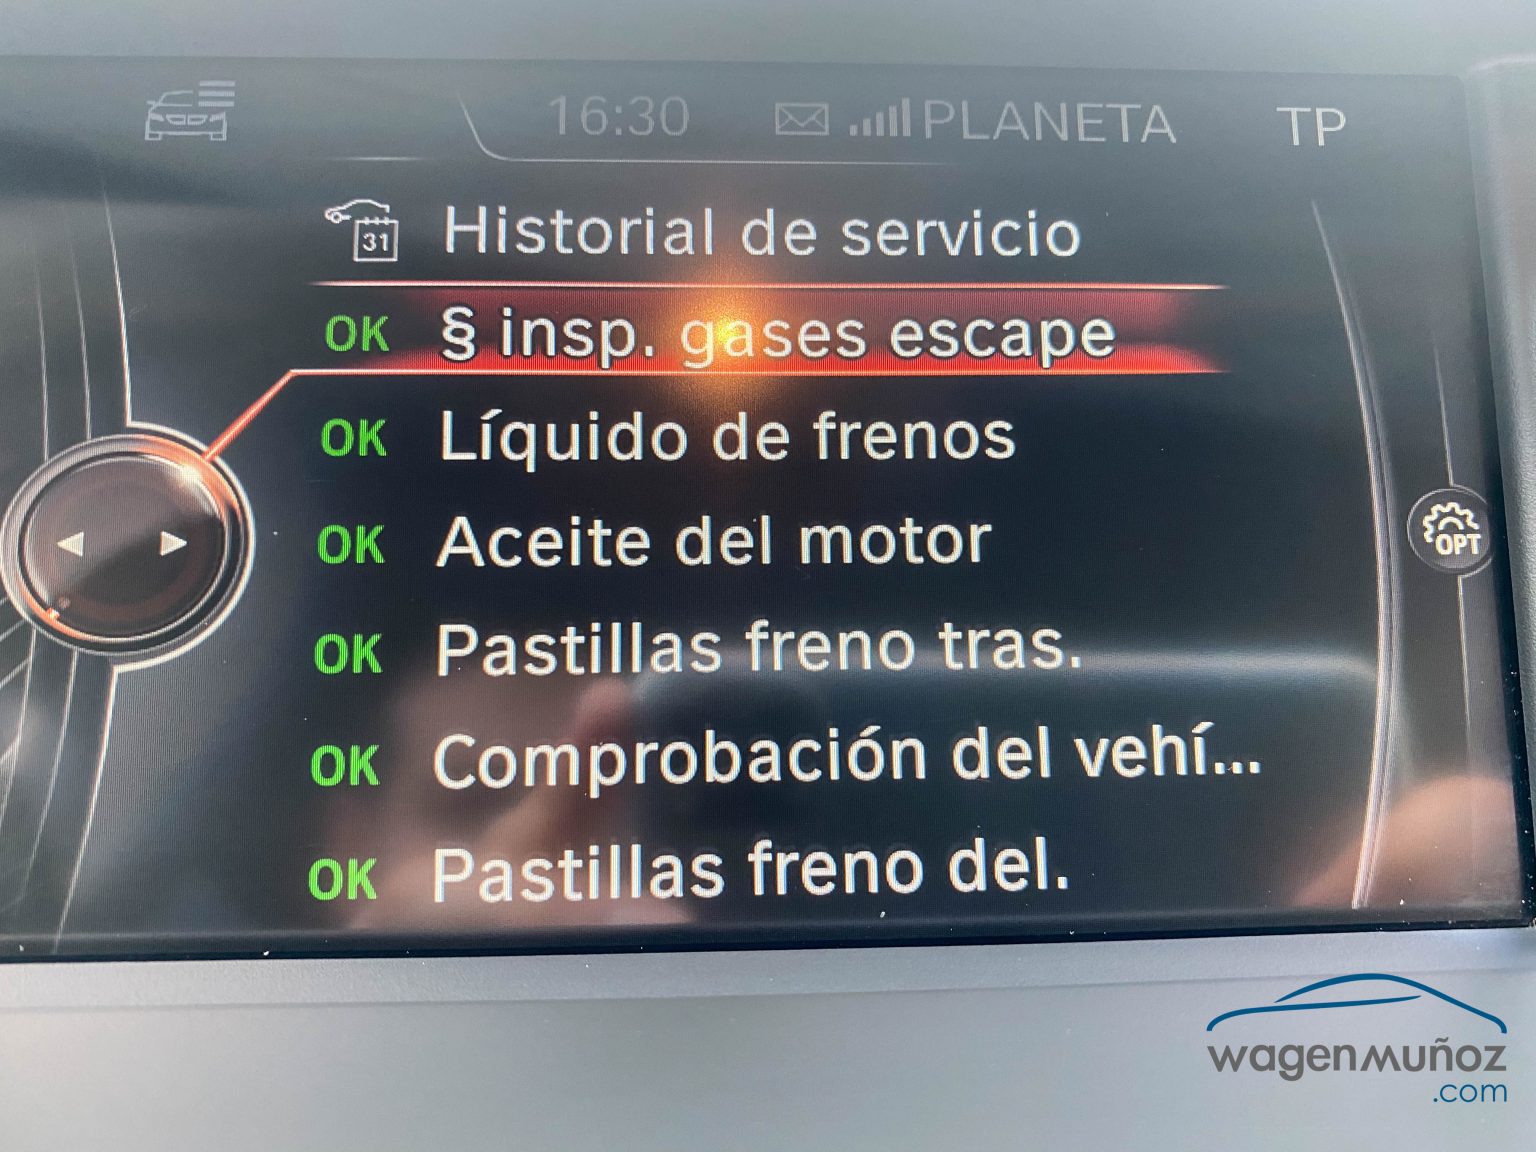 16:30 PLANETA TP
31 Historial de servicio
OK § insp. gases escape
OK Líquido de frenos
OK Aceite del motor
OPT
OK Pastillas freno tras.
OK Comprobación del vehí...
OK Pastillas freno del.
wagenmuñoz
.com